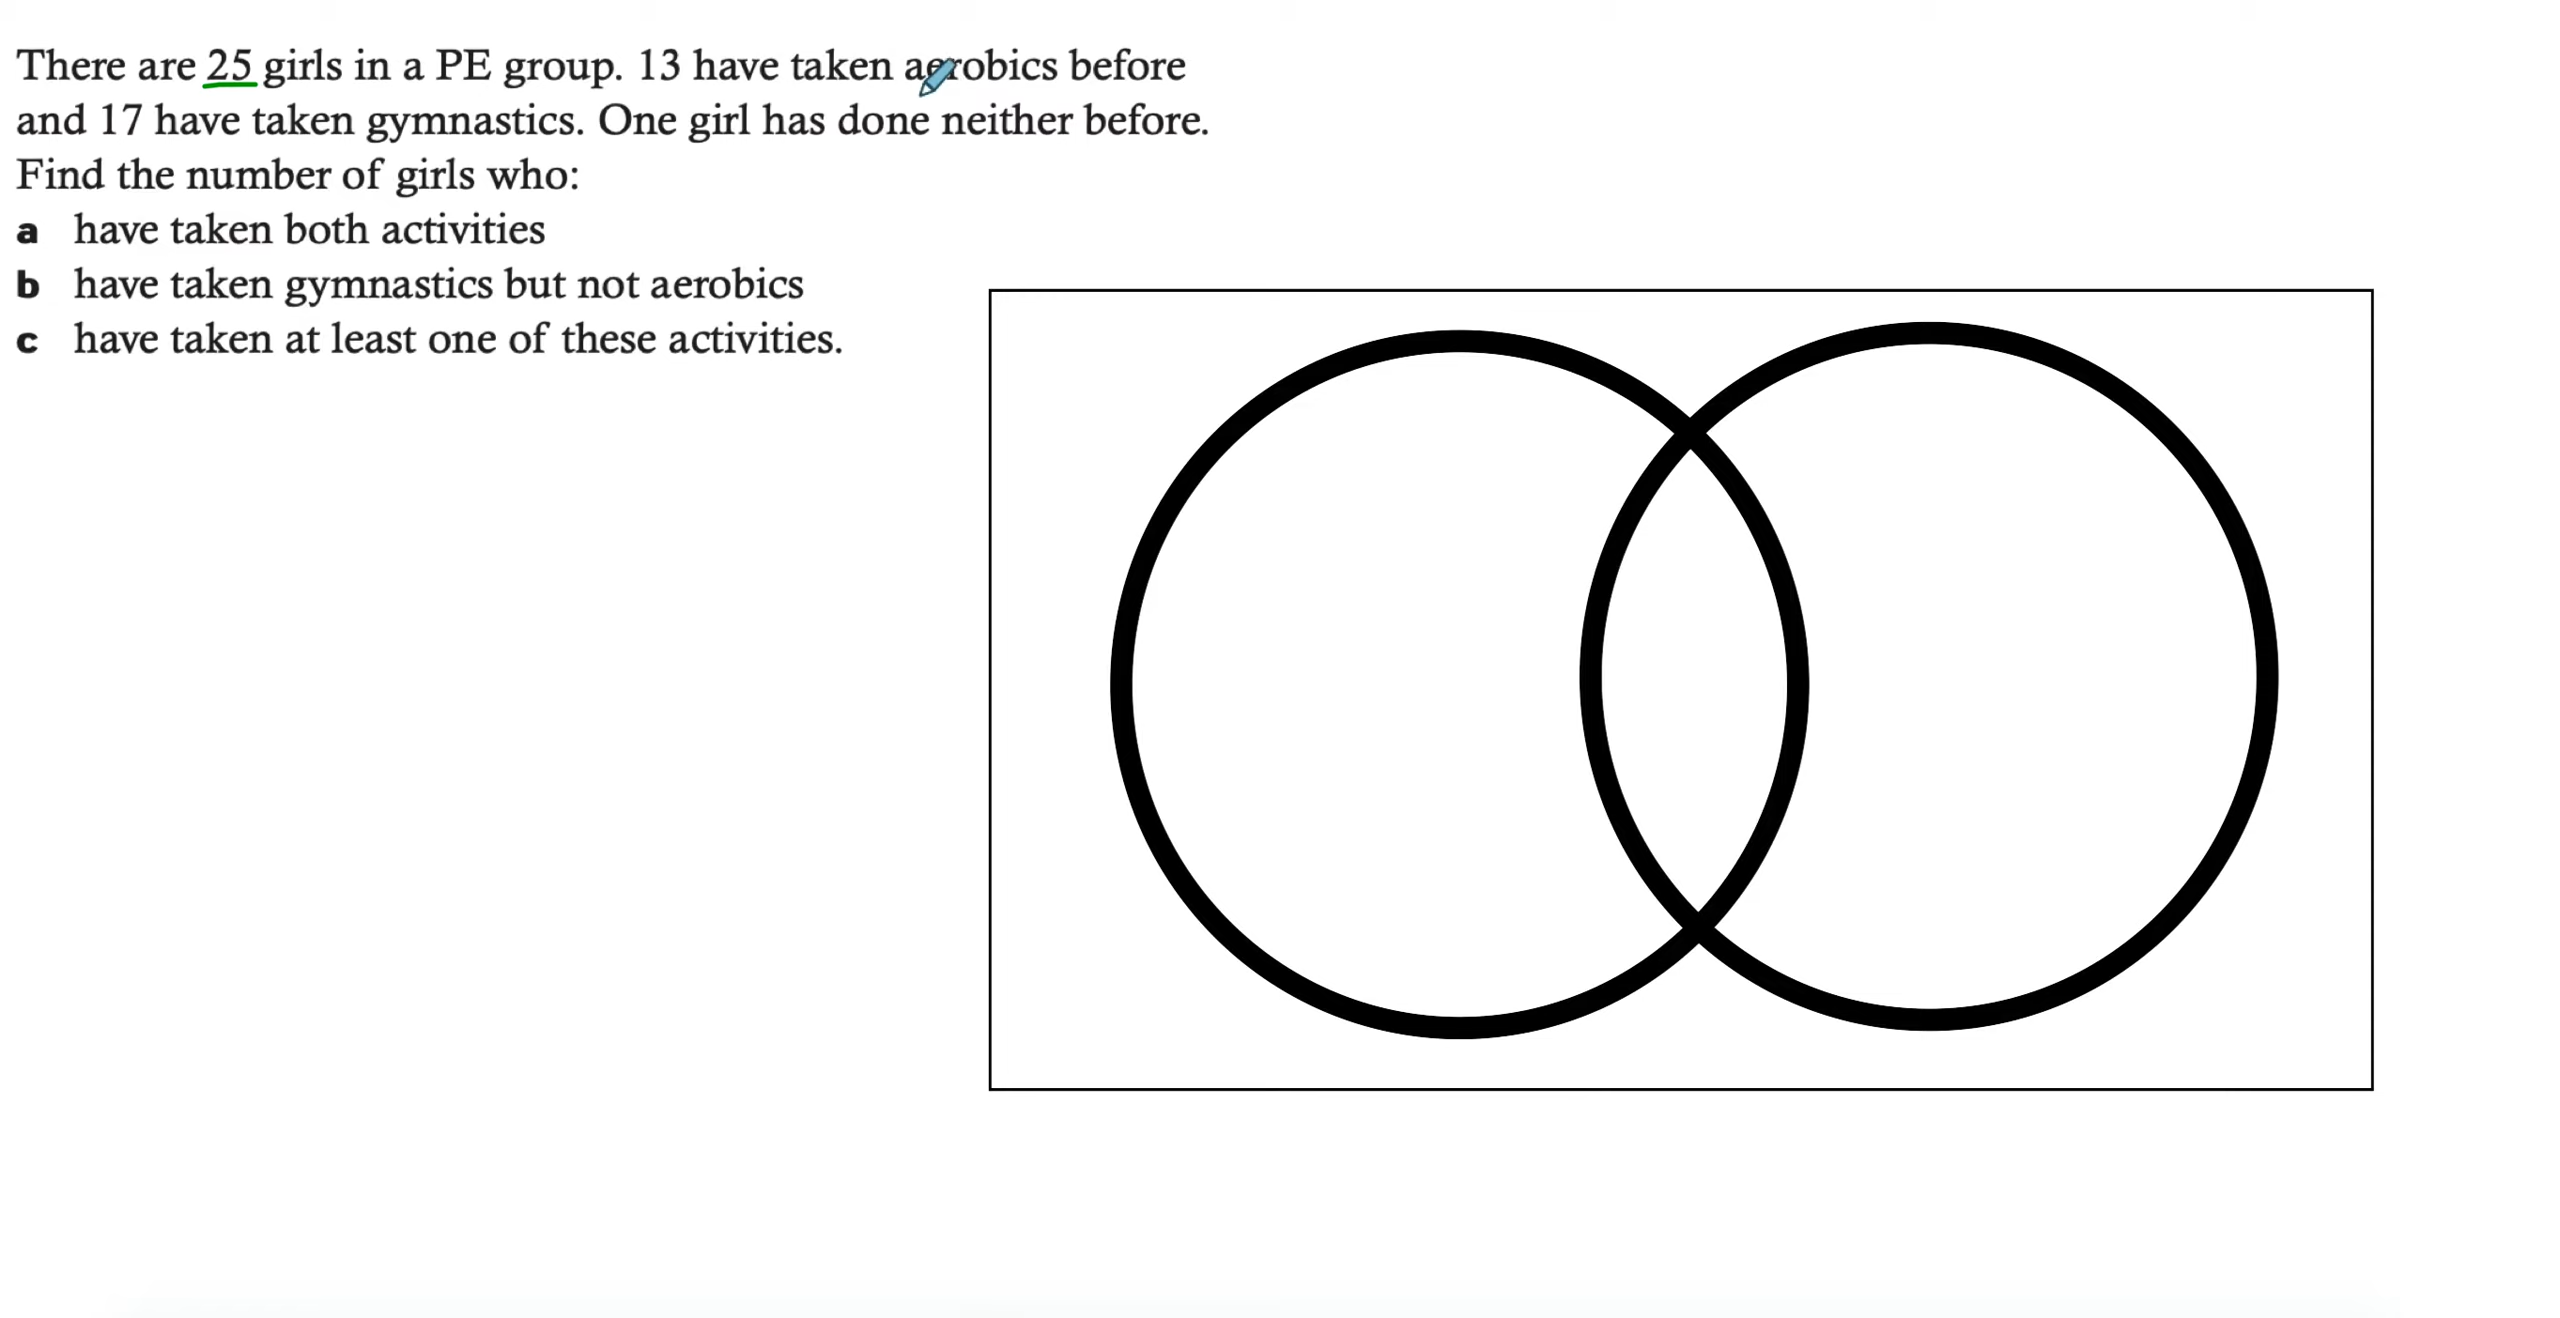 There are 25 girls in a PE group. 13 have taken aerobics before
and 17 have taken gymnastics. One girl has done neither before.
Find the number of girls who:
a have taken both activities
b have taken gymnastics but not aerobics
c have taken at least one of these activities.